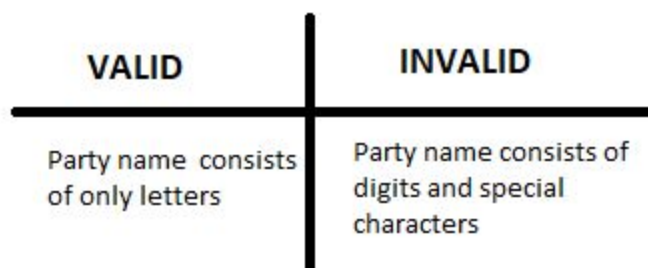 VALID
INVALID
Party name consists
of only letters
Party name consists of
digits and special
characters